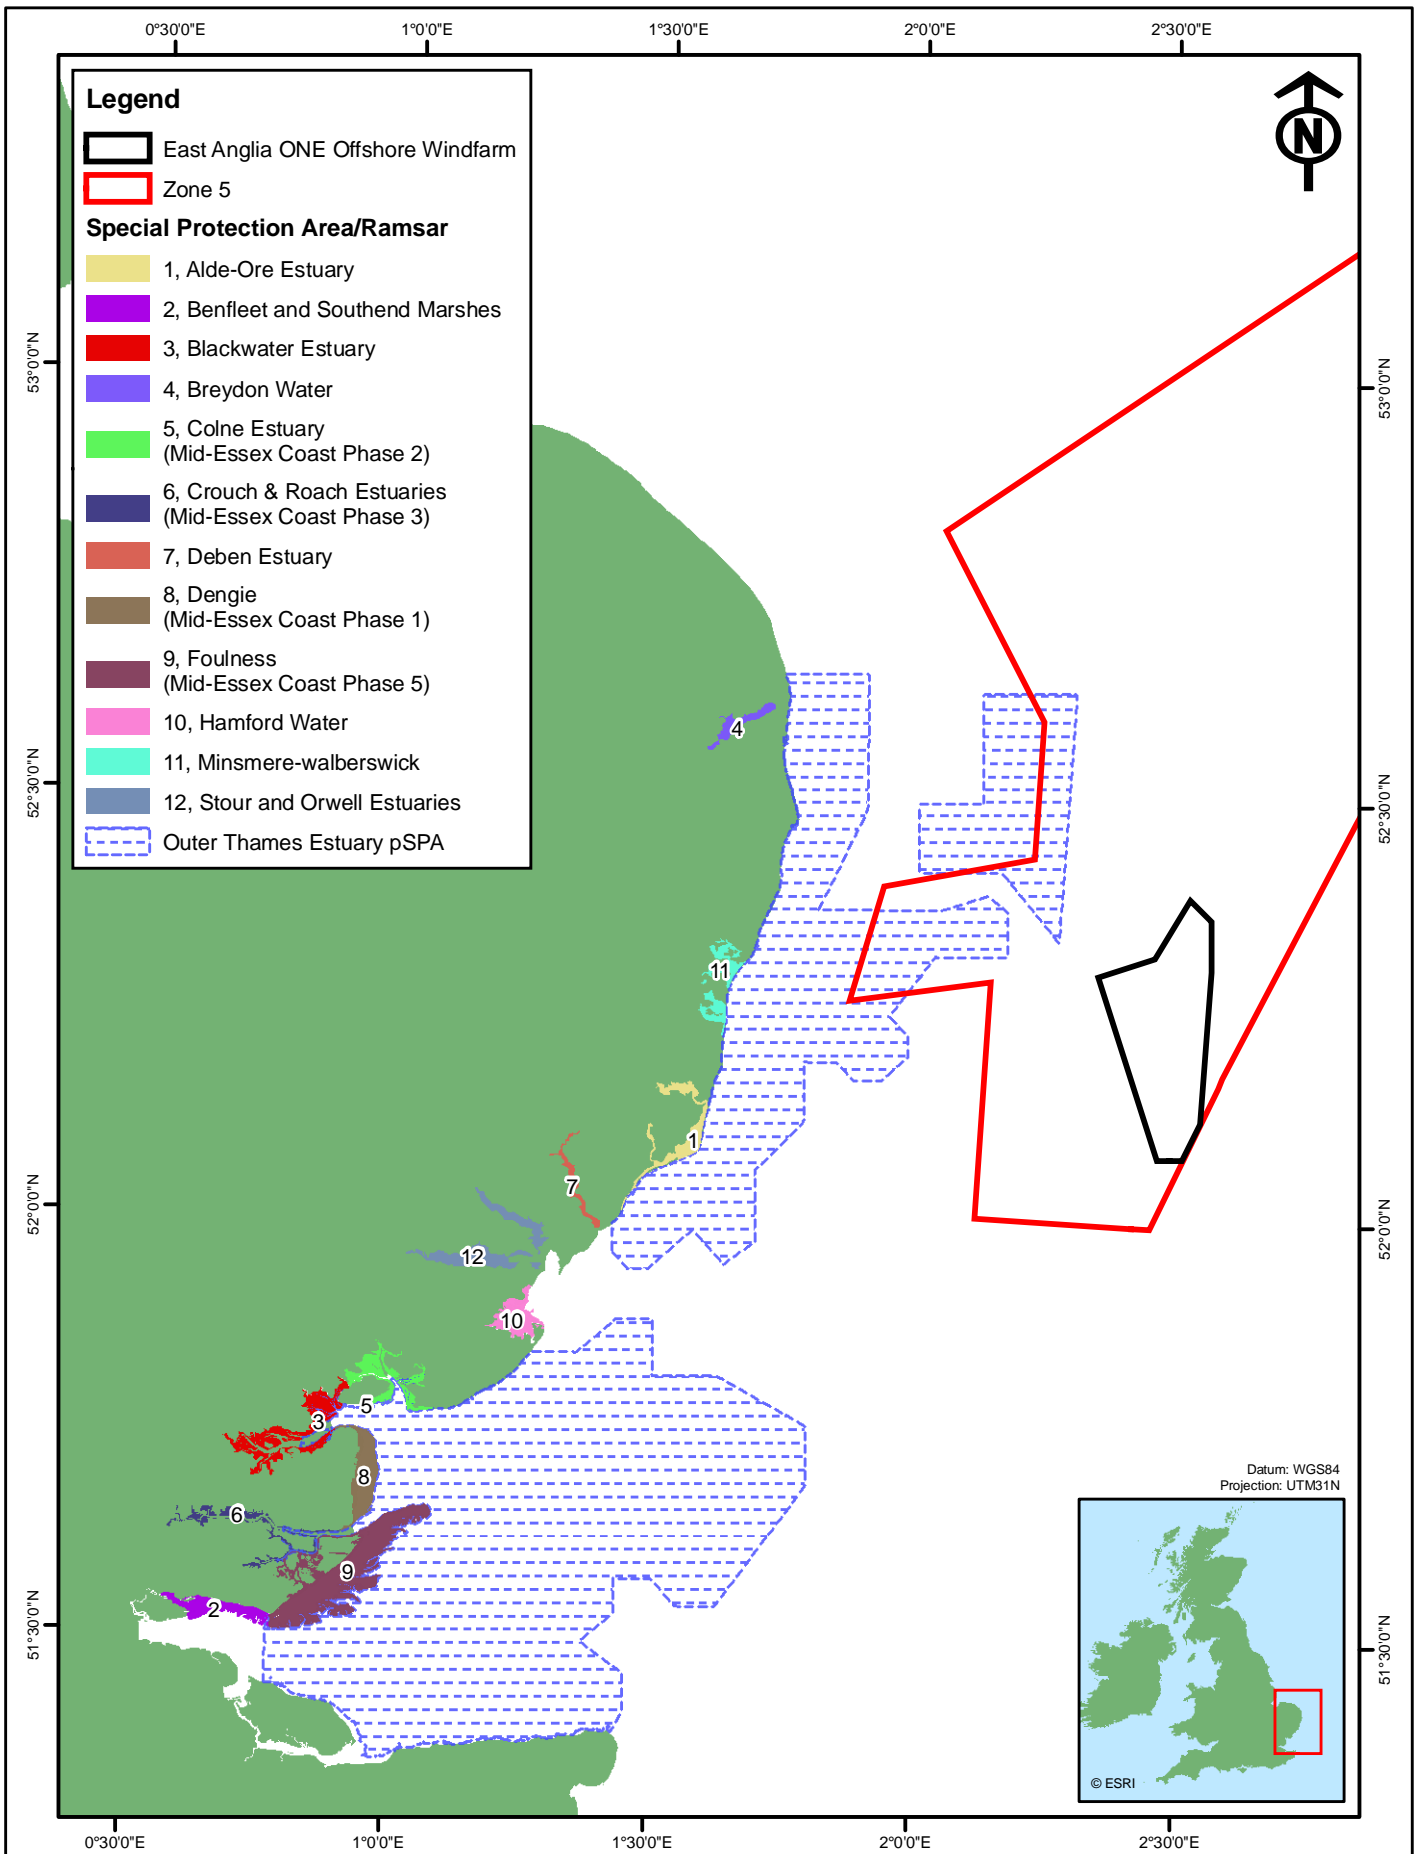 0°30'0"E 1°0'0"E 1°30'0"E 2°0'0"E 2°30'0"E
Legend
East Anglia ONE Offshore Windfarm
Zone 5
Special Protection Area/Ramsar
1, Alde-Ore Estuary
2, Benfleet and Southend Marshes
3, Blackwater Estuary
4, Breydon Water
5, Colne Estuary
(Mid-Essex Coast Phase 2)
6, Crouch & Roach Estuaries
(Mid-Essex Coast Phase 3)
7, Deben Estuary
8, Dengie
(Mid-Essex Coast Phase 1)
9, Foulness
(Mid-Essex Coast Phase 5)
10, Hamford Water
11, Minsmere-walberswick
12, Stour and Orwell Estuaries
Outer Thames Estuary pSPA
N
53°0'0"N
53°0'0"N
52°30'0"N
52°30'0"N
52°0'0"N
52°0'0"N
51°30'0"N
51°30'0"N
4
11
1
7
12
10
5
3
8
6
9
2
Datum: WGS84
Projection: UTM31N
© ESRI
0°30'0"E 1°0'0"E 1°30'0"E 2°0'0"E 2°30'0"E